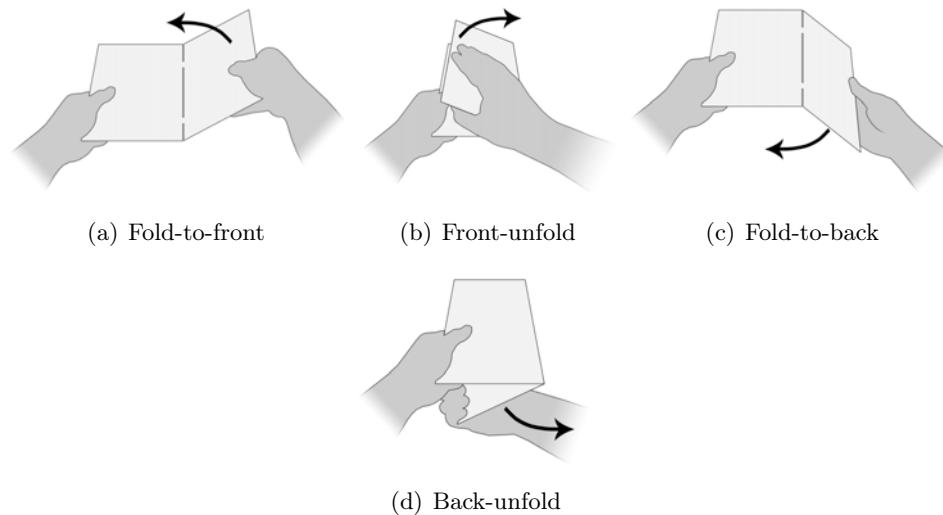 (a) Fold-to-front
(b) Front-unfold
(c) Fold-to-back
(d) Back-unfold